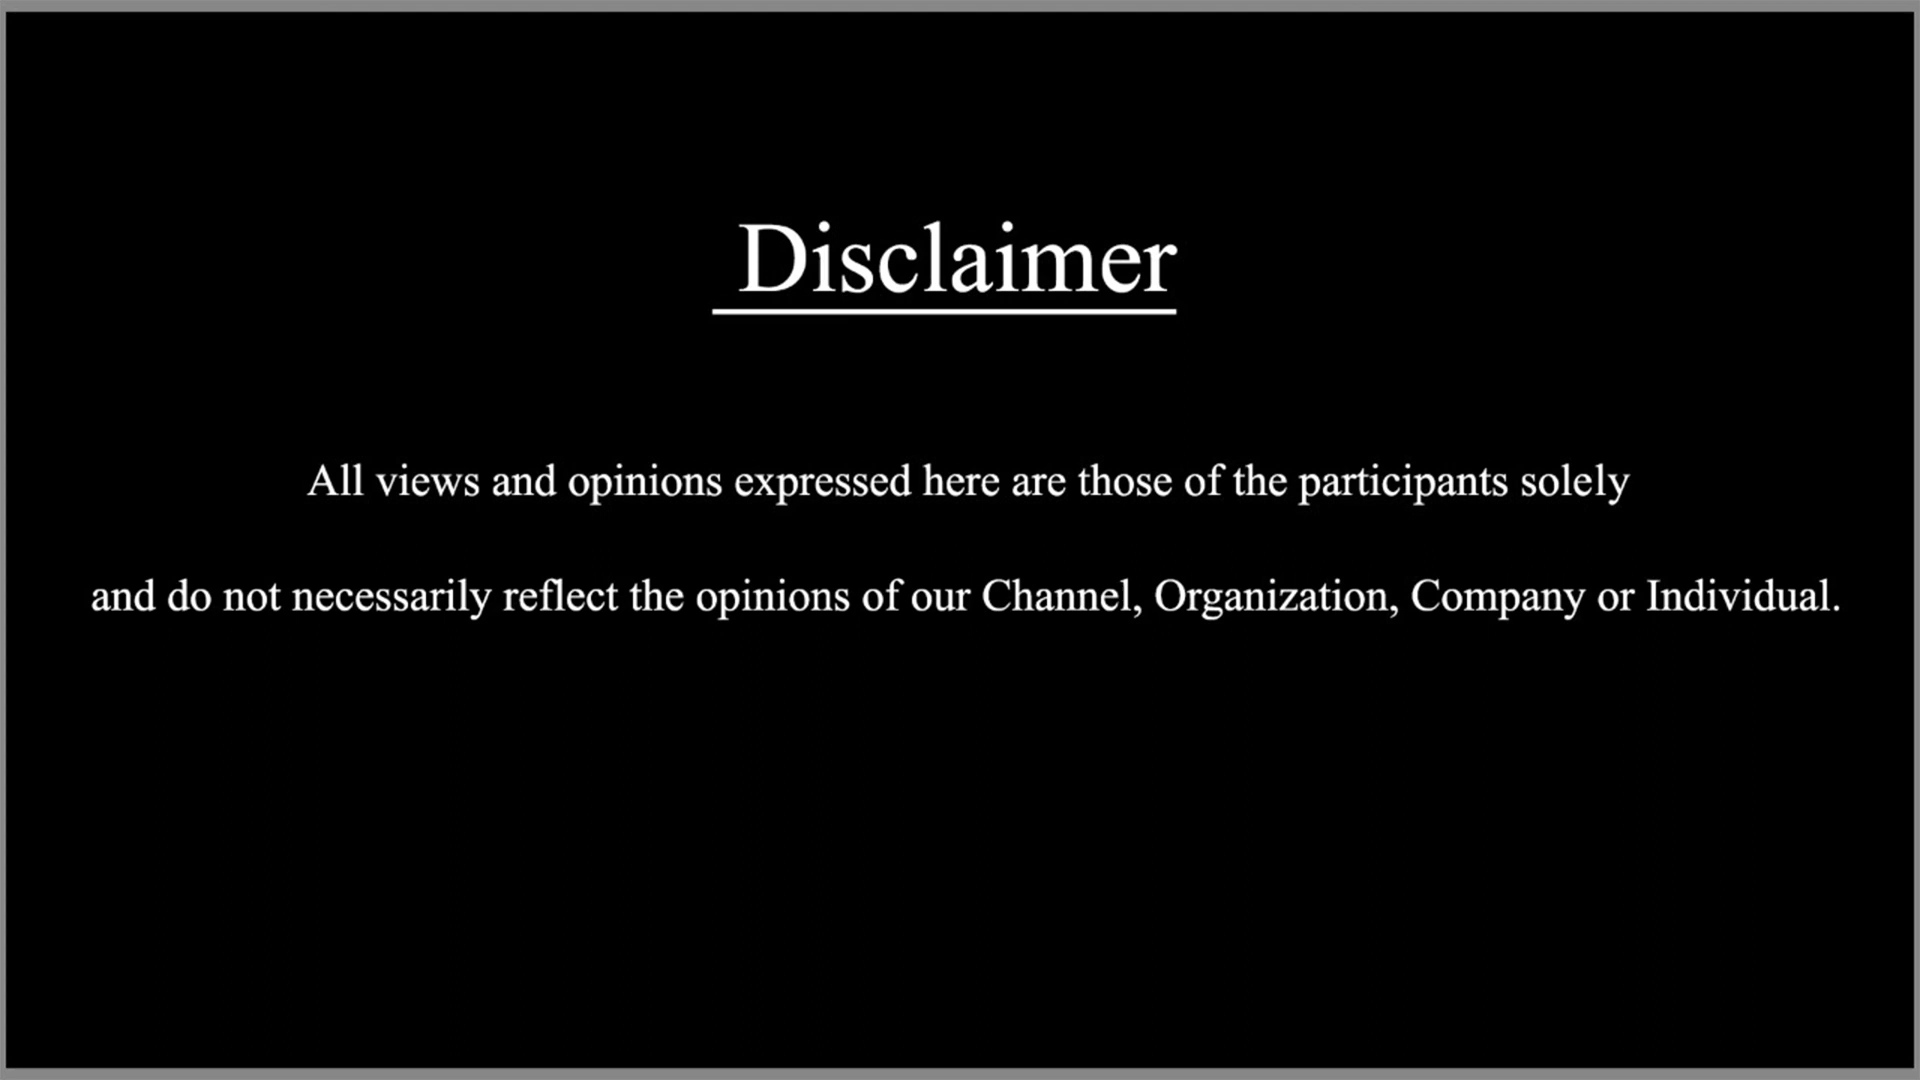 Disclaimer
All views and opinions expressed here are those of the participants solely
and do not necessarily reflect the opinions of our Channel, Organization, Company or Individual.